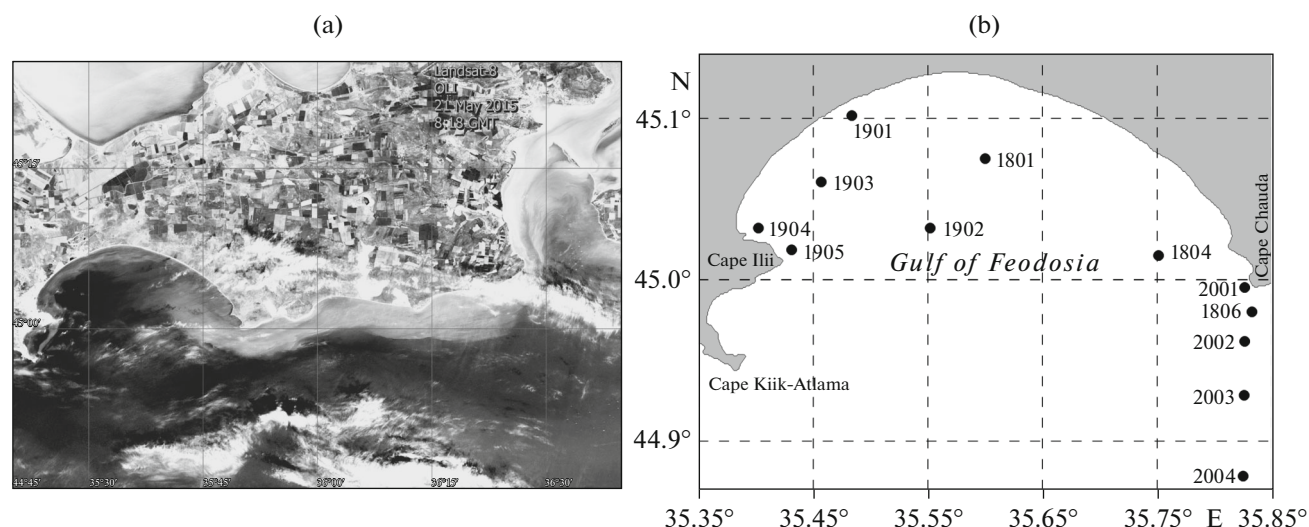 (a)
Landsat-8
OLI
21 May 2015
8:18 GMT
45°15'
45°00'
44°45'
35°30'
35°45'
36°00'
36°15'
36°30'
(b)
N
45.1°
45.0°
44.9°
1901
1801
1903
1904
1902
1905
1804
Cape Ilii
Gulf of Feodosia
Cape Chauda
2001
1806
2002
Cape Kiik-Atlama
2003
2004
35.35°
35.45°
35.55°
35.65°
35.75°
E
35.85°